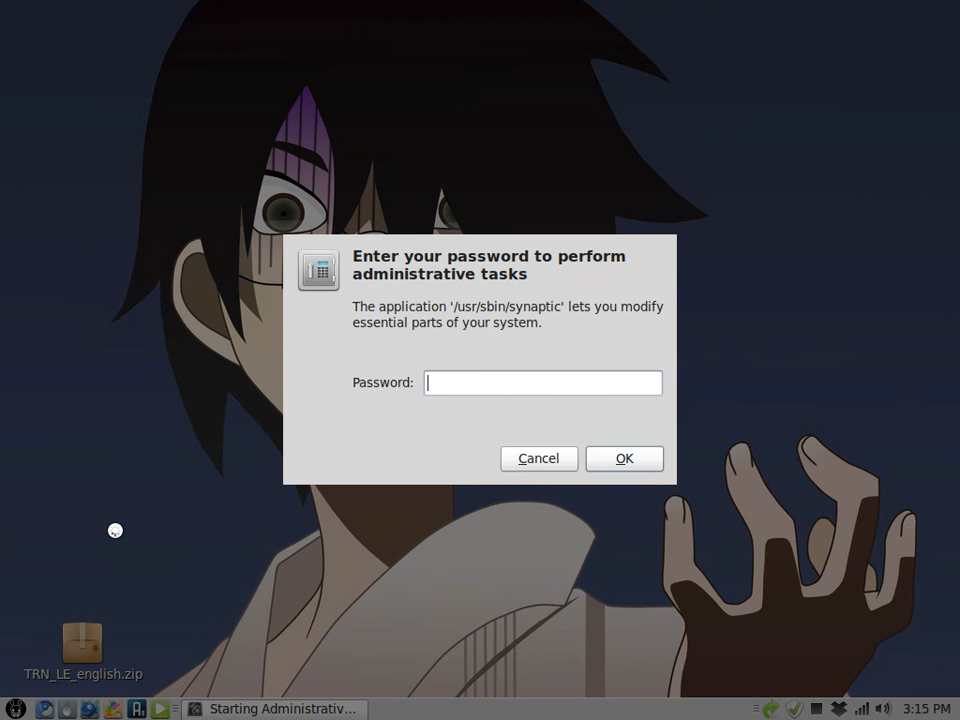 Enter your password to perform
administrative tasks
The application '/usr/sbin/synaptic' lets you modify
essential parts of your system.
Password:
Cancel
OK
TRN_LE_english.zip
Starting Administrativ...
3:15 PM